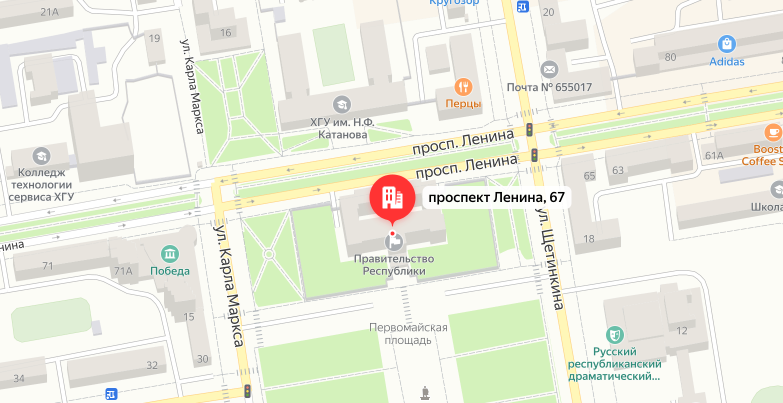 21А
19
16
ул. Карла Маркса
Кругозор
Почта № 655017
80
Adidas
Перцы
ХГУ им. Н.Ф.
Катанова
просп. Ленина
просп. Ленина
Колледж
технологии
сервиса ХГУ
65
63
61А
Boost
Coffee S
Школа
проспект Ленина, 67
нина
71
71А
Победа
15
30
34
32
ул. Карла Маркса
Правительство
Республики
Первомайская
площадь
ул. Щетинкина
18
12
Русский
республиканский
драматический...